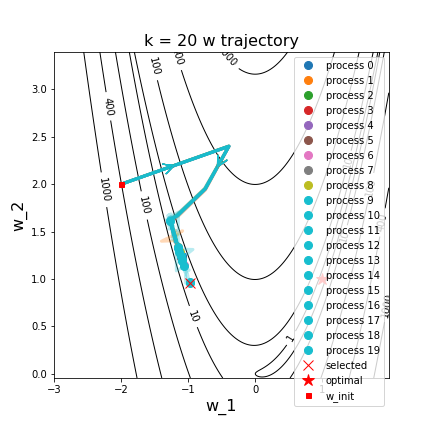 k = 20 w trajectory
w_2
3.0
2.5
2.0
1.5
1.0
0.5
0.0
−3
−2
−1
0
w_1
400
1000
100
100
10
1
process 0
process 1
process 2
process 3
process 4
process 5
process 6
process 7
process 8
process 9
process 10
process 11
process 12
process 13
process 14
process 15
process 16
process 17
process 18
process 19
selected
optimal
w_init